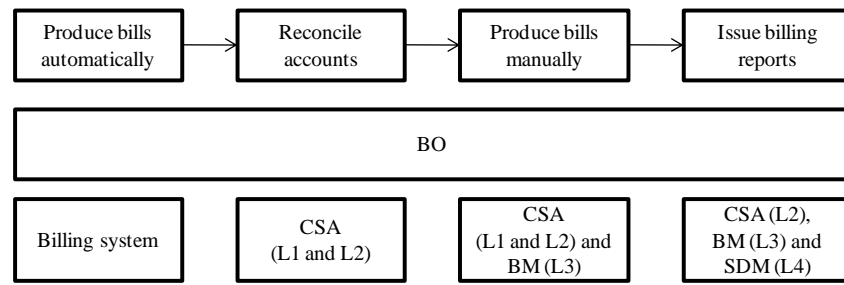 Produce bills
automatically
Reconcile
accounts
Produce bills
manually
Issue billing
reports
BO
Billing system
CSA
(L1 and L2)
CSA
(L1 and L2) and
BM (L3)
CSA (L2),
BM (L3) and
SDM (L4)